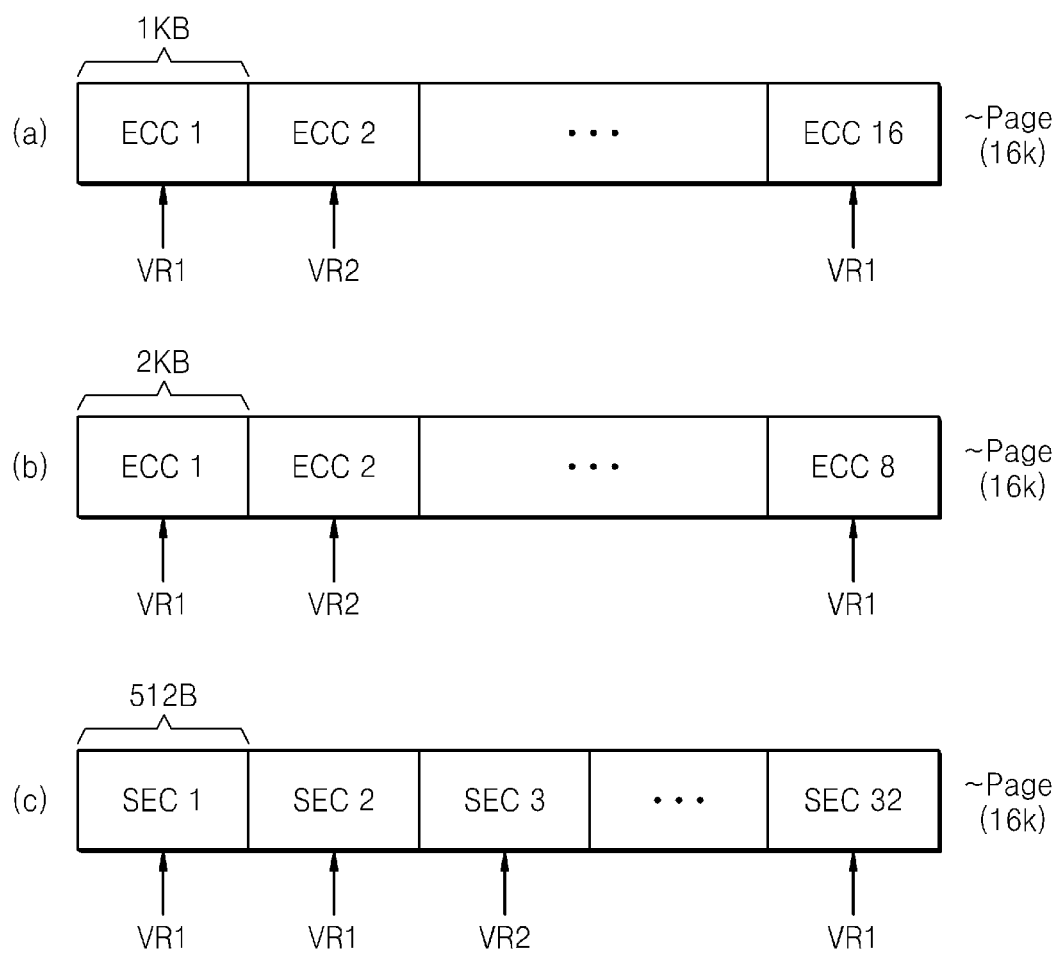 1KB
(a) ECC 1 ECC 2 • • • ECC 16 ~Page
(16k)
VR1 VR2 VR1
2KB
(b) ECC 1 ECC 2 • • • ECC 8 ~Page
(16k)
VR1 VR2 VR1
512B
(c) SEC 1 SEC 2 SEC 3 • • • SEC 32 ~Page
(16k)
VR1 VR1 VR2 VR1